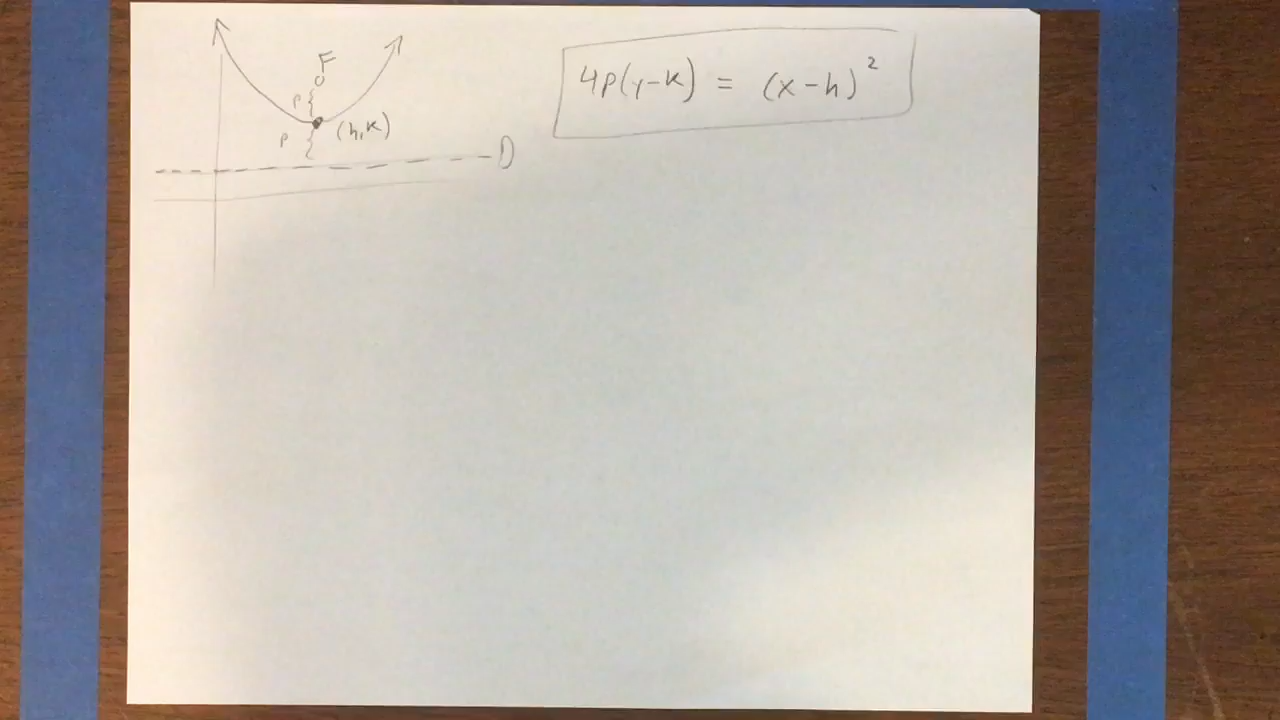 F
4p(y-k) = (x-h)²
p
p (h,k)
D